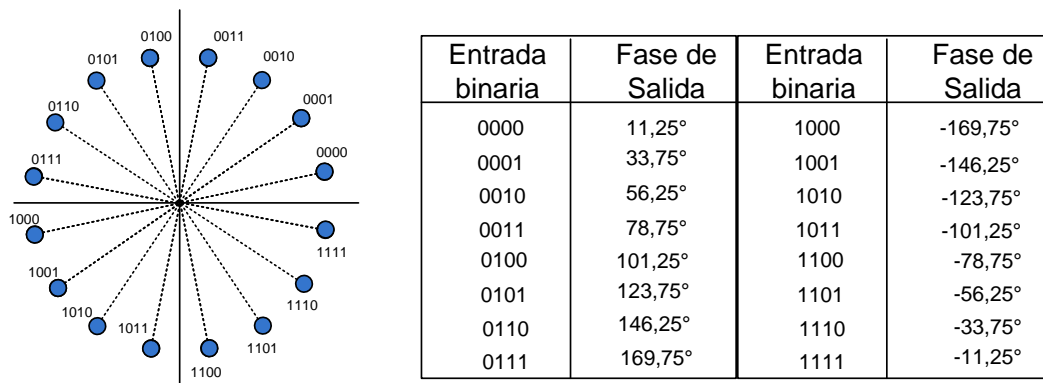 0100
0011
0101
0010
0110
0001
0111
0000
1000
1111
1001
1110
1010
1011
1101
1100
Entrada binaria Fase de Salida Entrada binaria Fase de Salida
0000 11,25° 1000 -169,75°
0001 33,75° 1001 -146,25°
0010 56,25° 1010 -123,75°
0011 78,75° 1011 -101,25°
0100 101,25° 1100 -78,75°
0101 123,75° 1101 -56,25°
0110 146,25° 1110 -33,75°
0111 169,75° 1111 -11,25°